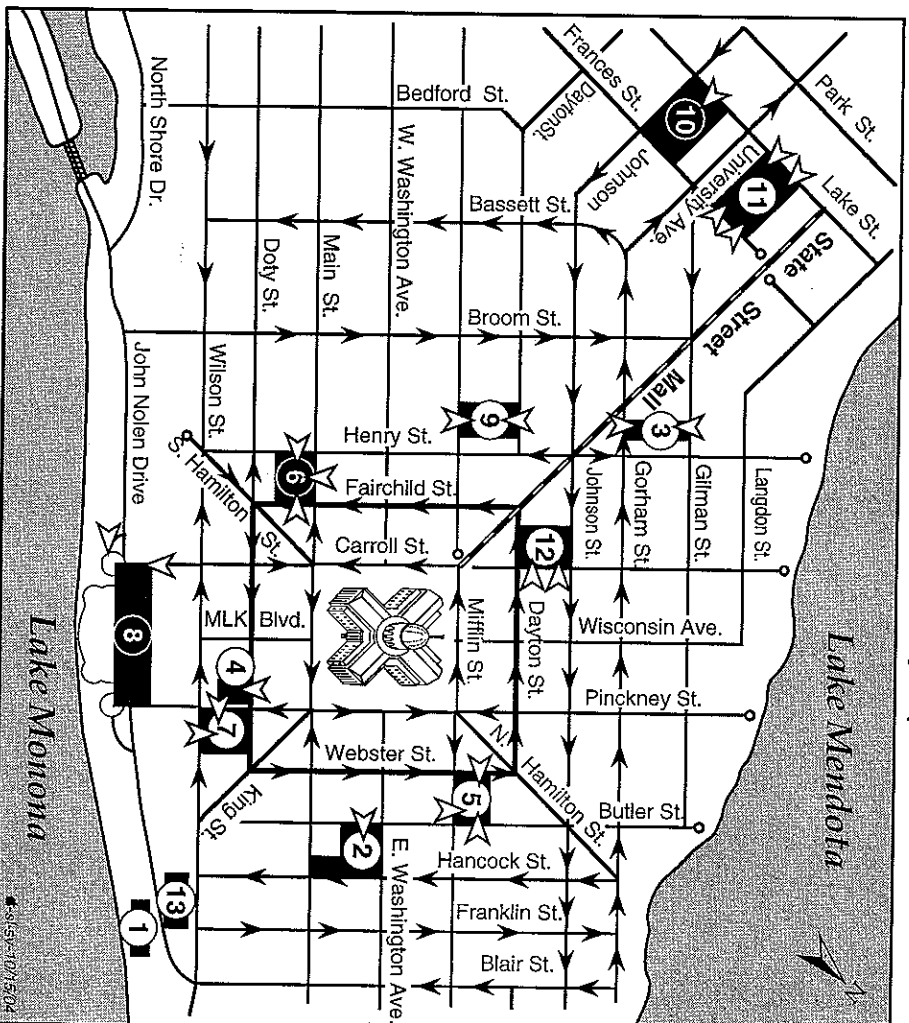 Frances St.
Park St.
DaytonSt.
10
Lake St.
Bedford St.
Johnson
University Ave.
11
State
Street
Mall
North Shore Dr.
W. Washington Ave.
Bassett St.
Doty St.
Main St.
Broom St.
John Nolen Drive
Wilson St.
9
3
Henry St.
S. Hamilton St.
6
Fairchild St.
Johnson St.
Gorham St.
Gilman St.
Langdon St.
12
Carroll St.
MLK Blvd.
Mifflin St.
Dayton St.
Wisconsin Ave.
8
4
7
Pinckney St.
Webster St.
N. Hamilton St.
King St.
5
Butler St.
2
E. Washington Ave.
Hancock St.
13
1
Franklin St.
Blair St.
Lake Monona
Lake Mendota
N